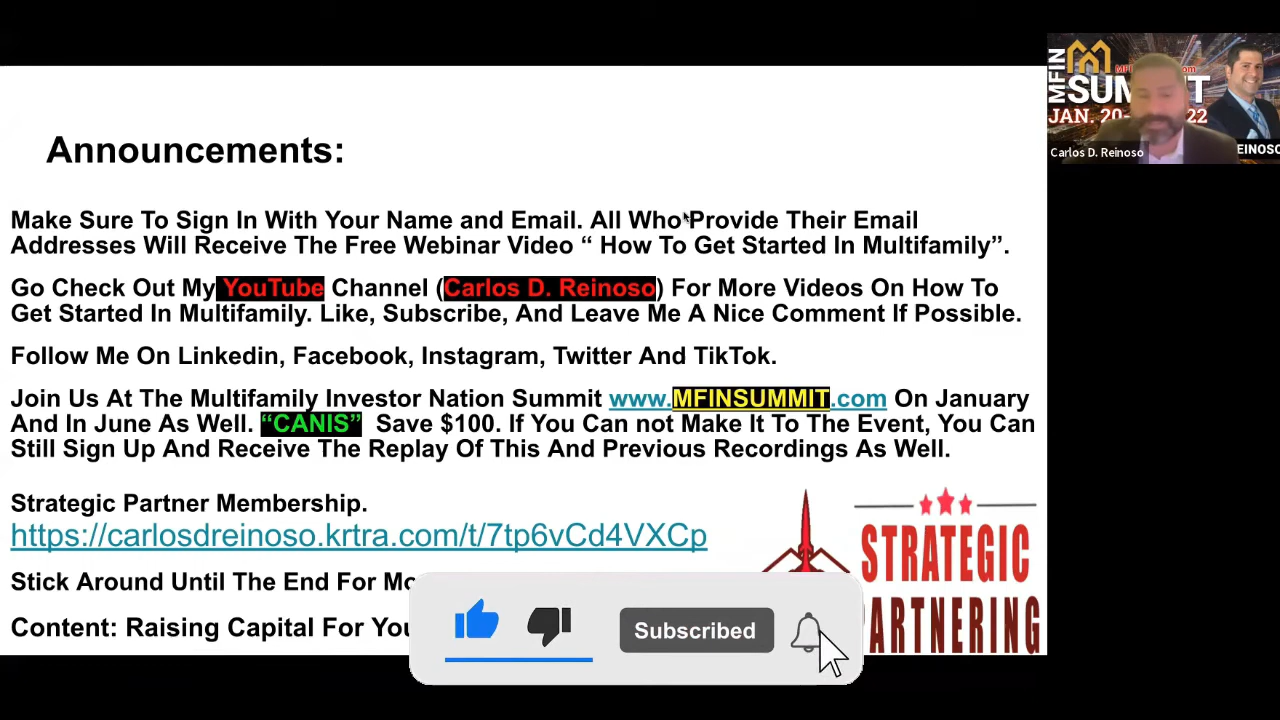 Announcements:
Make Sure To Sign In With Your Name and Email. All Who Provide Their Email
Addresses Will Receive The Free Webinar Video “ How To Get Started In Multifamily”.
Go Check Out My YouTube Channel (Carlos D. Reinoso) For More Videos On How To
Get Started In Multifamily. Like, Subscribe, And Leave Me A Nice Comment If Possible.
Follow Me On Linkedin, Facebook, Instagram, Twitter And TikTok.
Join Us At The Multifamily Investor Nation Summit www.MFINSUMMIT.com On January
And In June As Well. “CANIS” Save $100. If You Can not Make It To The Event, You Can
Still Sign Up And Receive The Replay Of This And Previous Recordings As Well.
Strategic Partner Membership.
https://carlosdreinoso.krtra.com/t/7tp6vCd4VXCp
Stick Around Until The End For Mo
Content: Raising Capital For You
STRATEGIC
PARTNERING
Subscribed
MFIN
SUM T
JAN. 20- 22
EINOSO
Carlos D. Reinoso